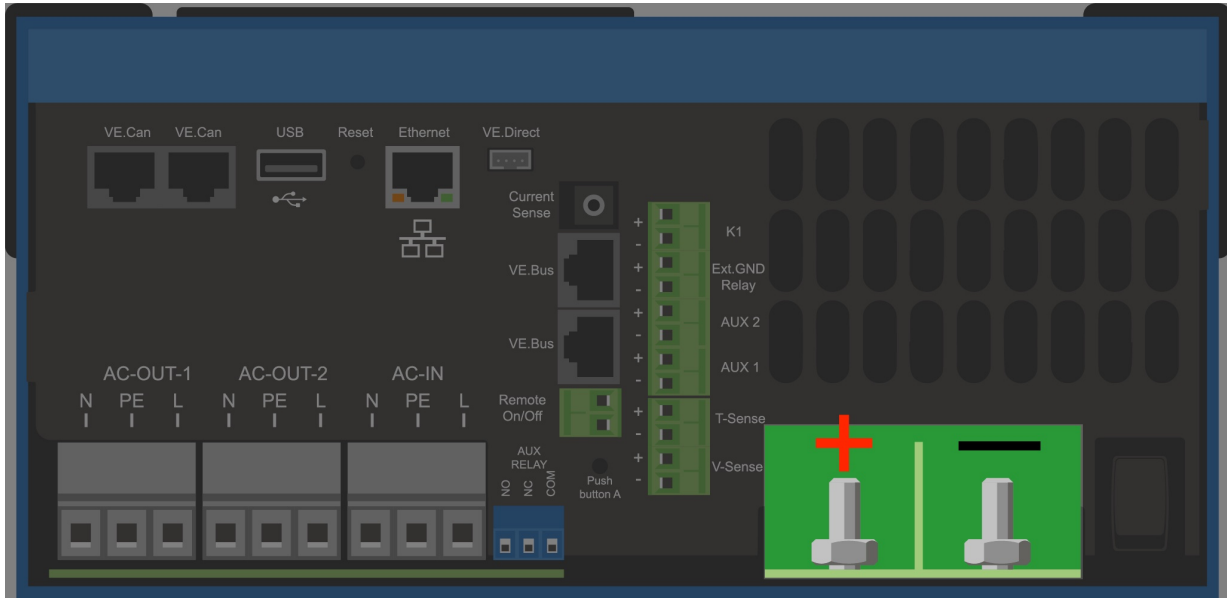 VE.Can VE.Can USB Reset Ethernet VE.Direct
Current
Sense
+
K1
-
VE.Bus
+
Ext.GND
Relay
-
+
AUX 2
-
VE.Bus
+
AUX 1
-
AC-OUT-1 AC-OUT-2 AC-IN
N PE L N PE L N PE L
Remote
On/Off
+
T-Sense
-
+
V-Sense
-
AUX
RELAY
NO NC COM
Push
button A
+ −